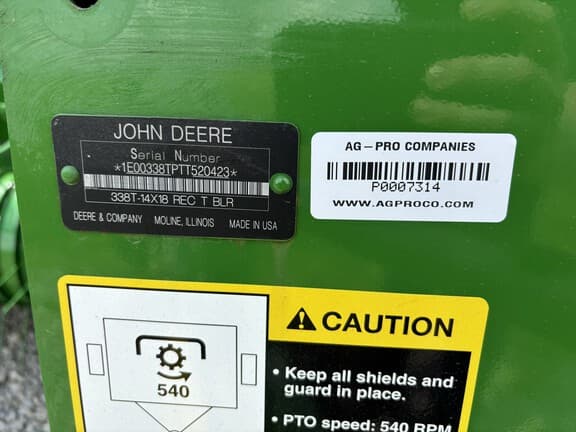 JOHN DEERE
Serial Number
*1E00338TPTT520423*
338T-14X18 REC T BLR
DEERE & COMPANY MOLINE, ILLINOIS MADE IN USA
AG - PRO COMPANIES
P0007314
WWW.AGPROCO.COM
CAUTION
540
• Keep all shields and
guard in place.
• PTO speed: 540 RPM